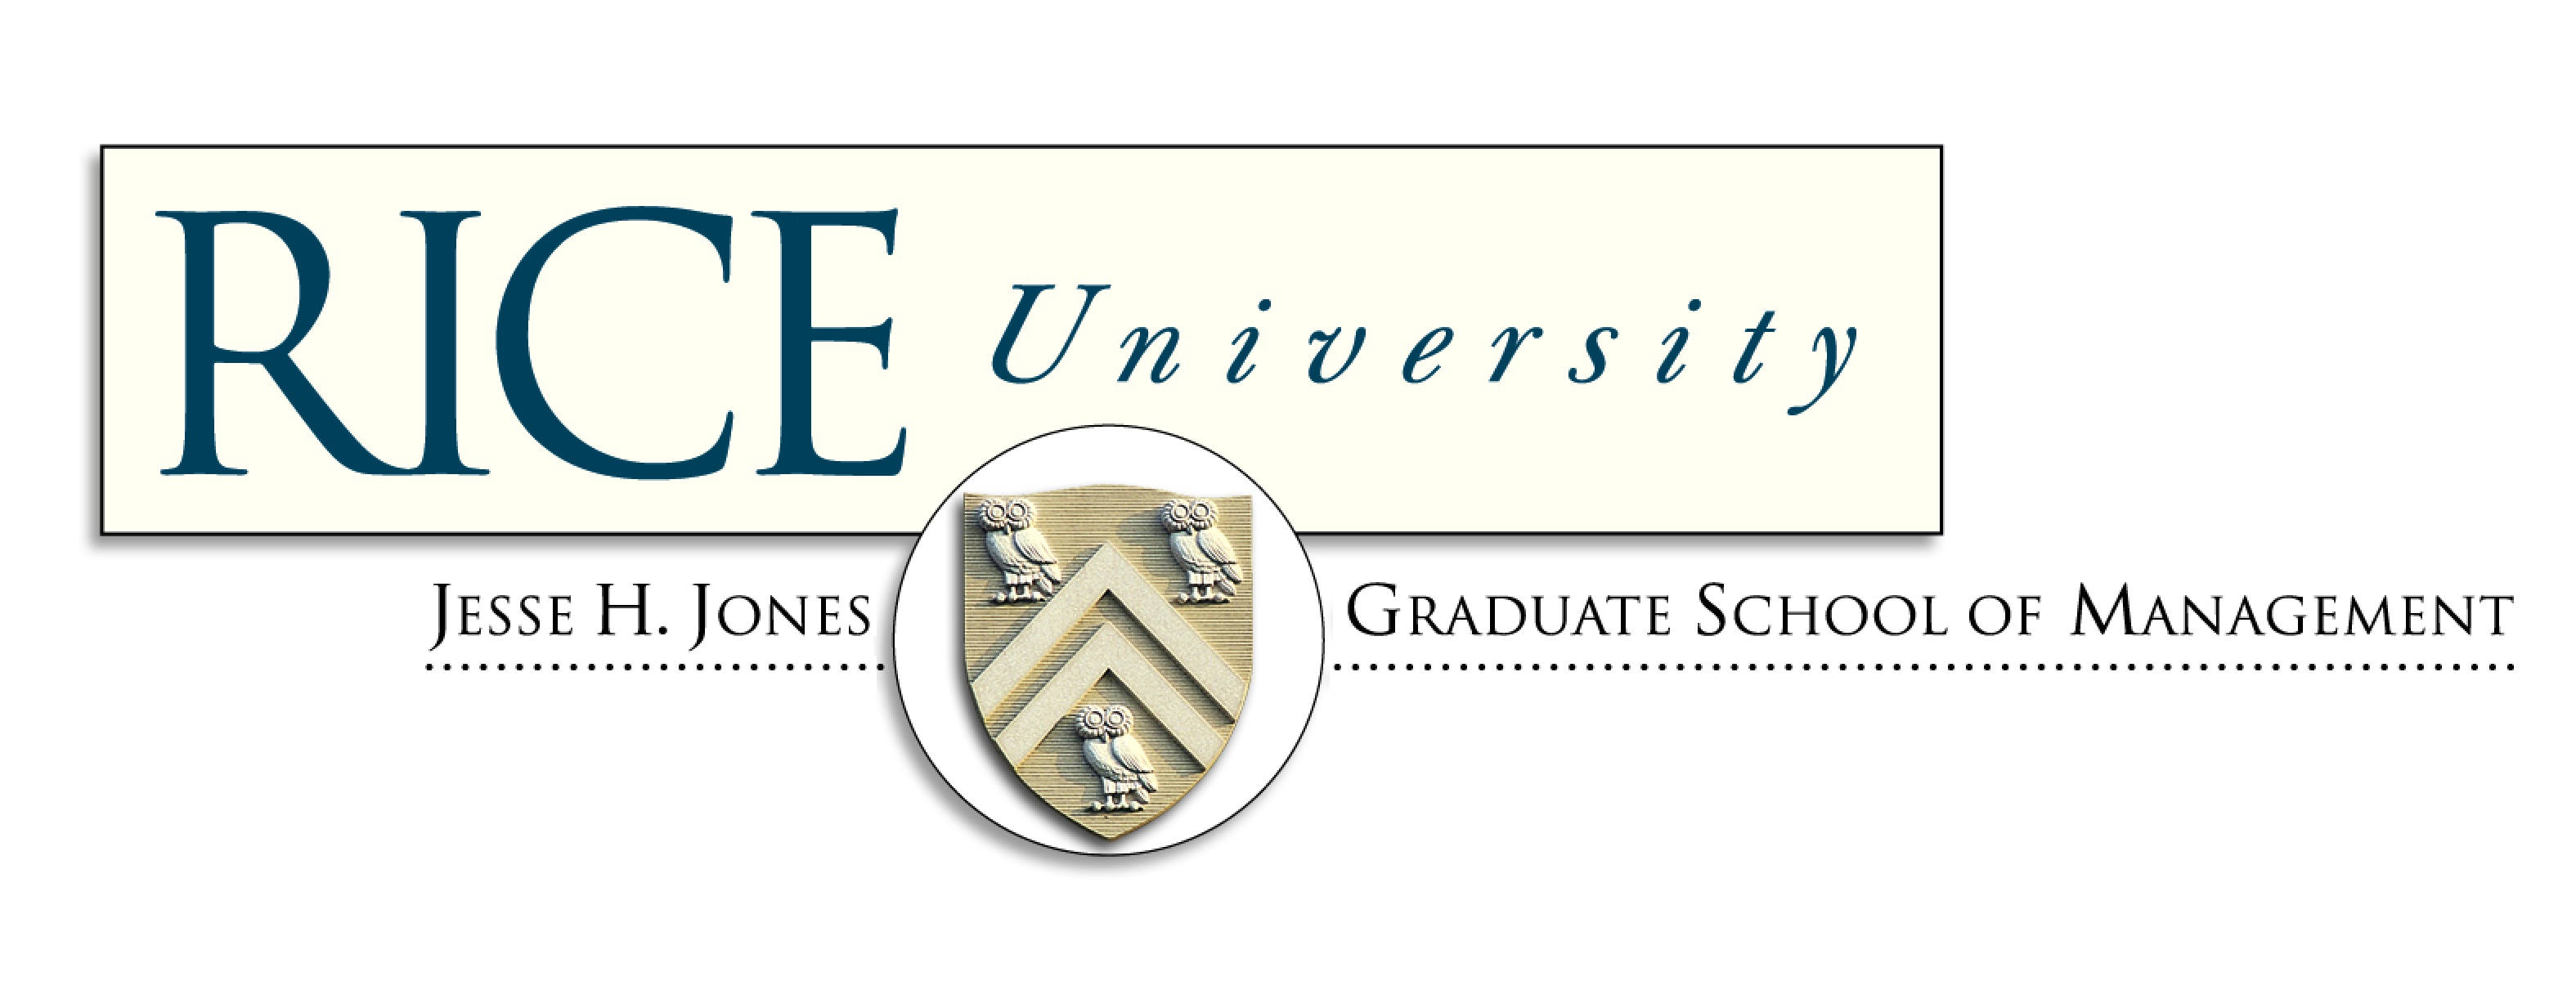 RICE University
JESSE H. JONES GRADUATE SCHOOL OF MANAGEMENT